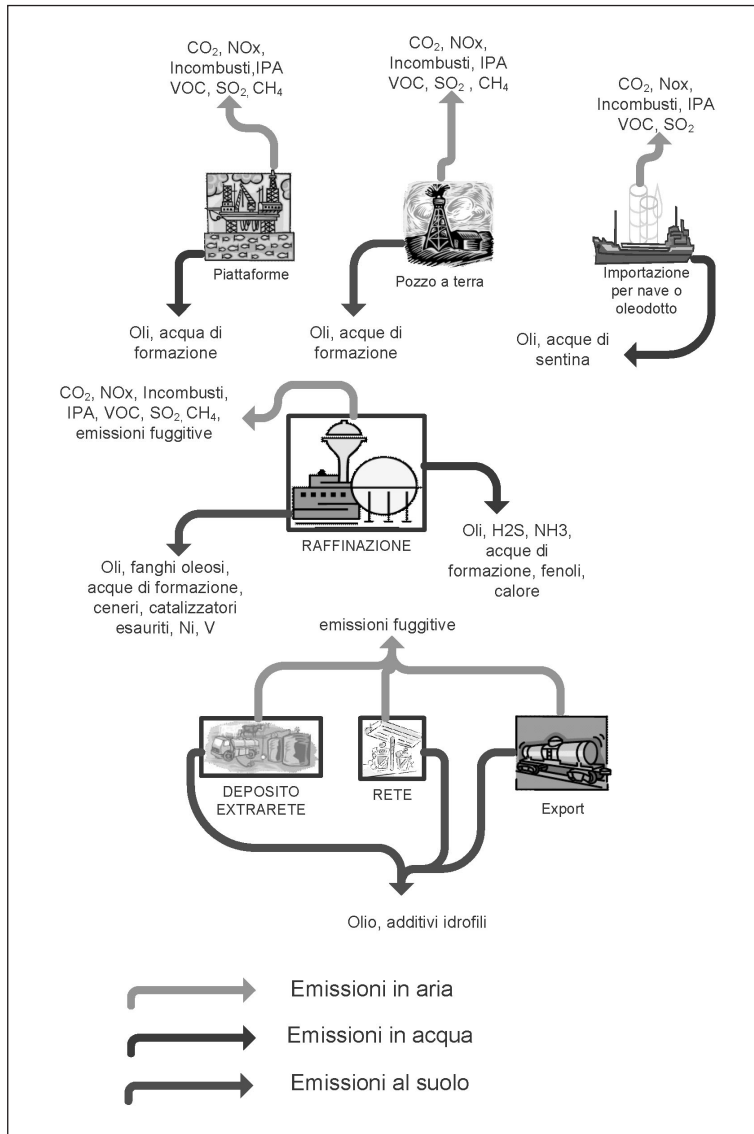 CO₂, NOx,
Incombusti,IPA
VOC, SO₂, CH₄
CO₂, NOx,
Incombusti, IPA
VOC, SO₂ , CH₄
CO₂, Nox,
Incombusti, IPA
VOC, SO₂
Piattaforme
Pozzo a terra
Importazione
per nave o
oleodotto
Oli, acqua di
formazione
Oli, acque di
formazione
Oli, acque di
sentina
CO₂, NOx, Incombusti,
IPA, VOC, SO₂, CH₄,
emissioni fuggitive
RAFFINAZIONE
Oli, H2S, NH3,
acque di
formazione, fenoli,
calore
Oli, fanghi oleosi,
acque di formazione,
ceneri, catalizzatori
esauriti, Ni, V
emissioni fuggitive
DEPOSITO
EXTRARETE
RETE
Export
Olio, additivi idrofili
Emissioni in aria
Emissioni in acqua
Emissioni al suolo